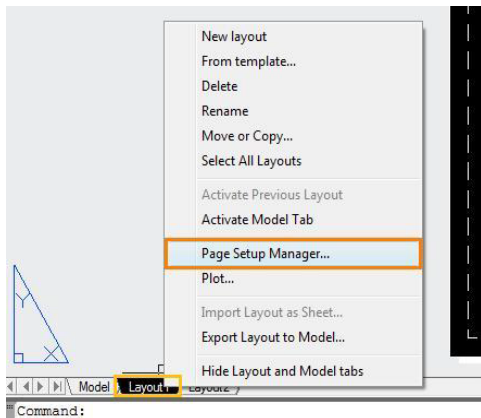 New layout
From template...
Delete
Rename
Move or Copy...
Select All Layouts
Activate Previous Layout
Activate Model Tab
Page Setup Manager...
Plot...
Import Layout as Sheet...
Export Layout to Model...
Hide Layout and Model tabs
Y
X
Model Layout1 Layout2
Command: